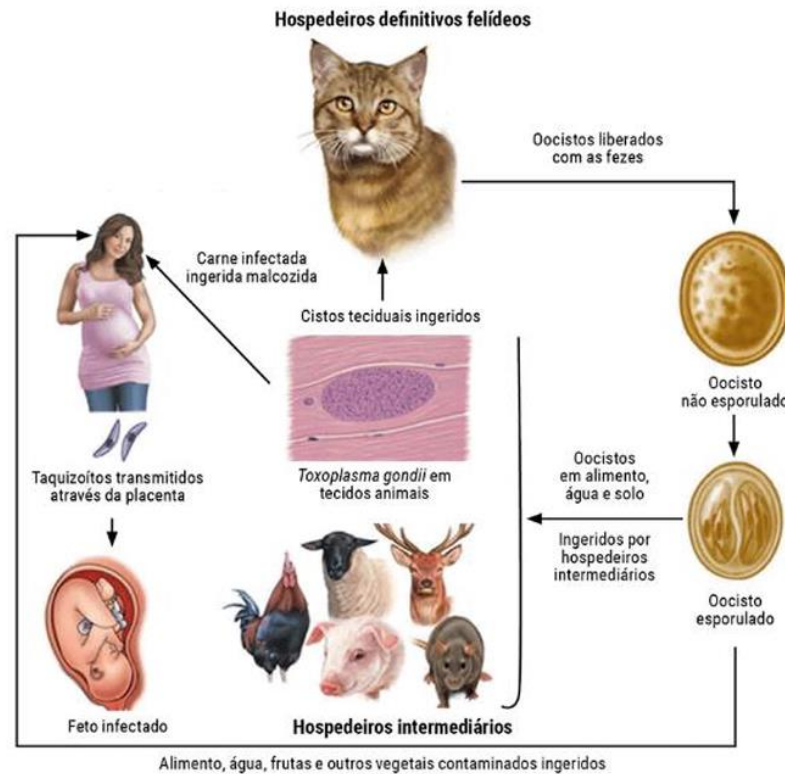 Hospedeiros definitivos felídeos
Oocistos liberados
com as fezes
Carne infectada
ingerida malcozida
Cistos teciduais ingeridos
Oocisto
não esporulado
Taquizoítos transmitidos
através da placenta
Toxoplasma gondii em
tecidos animais
Oocistos
em alimento,
água e solo
Ingeridos por
hospedeiros
intermediários
Oocisto
esporulado
Feto infectado
Hospedeiros intermediários
Alimento, água, frutas e outros vegetais contaminados ingeridos